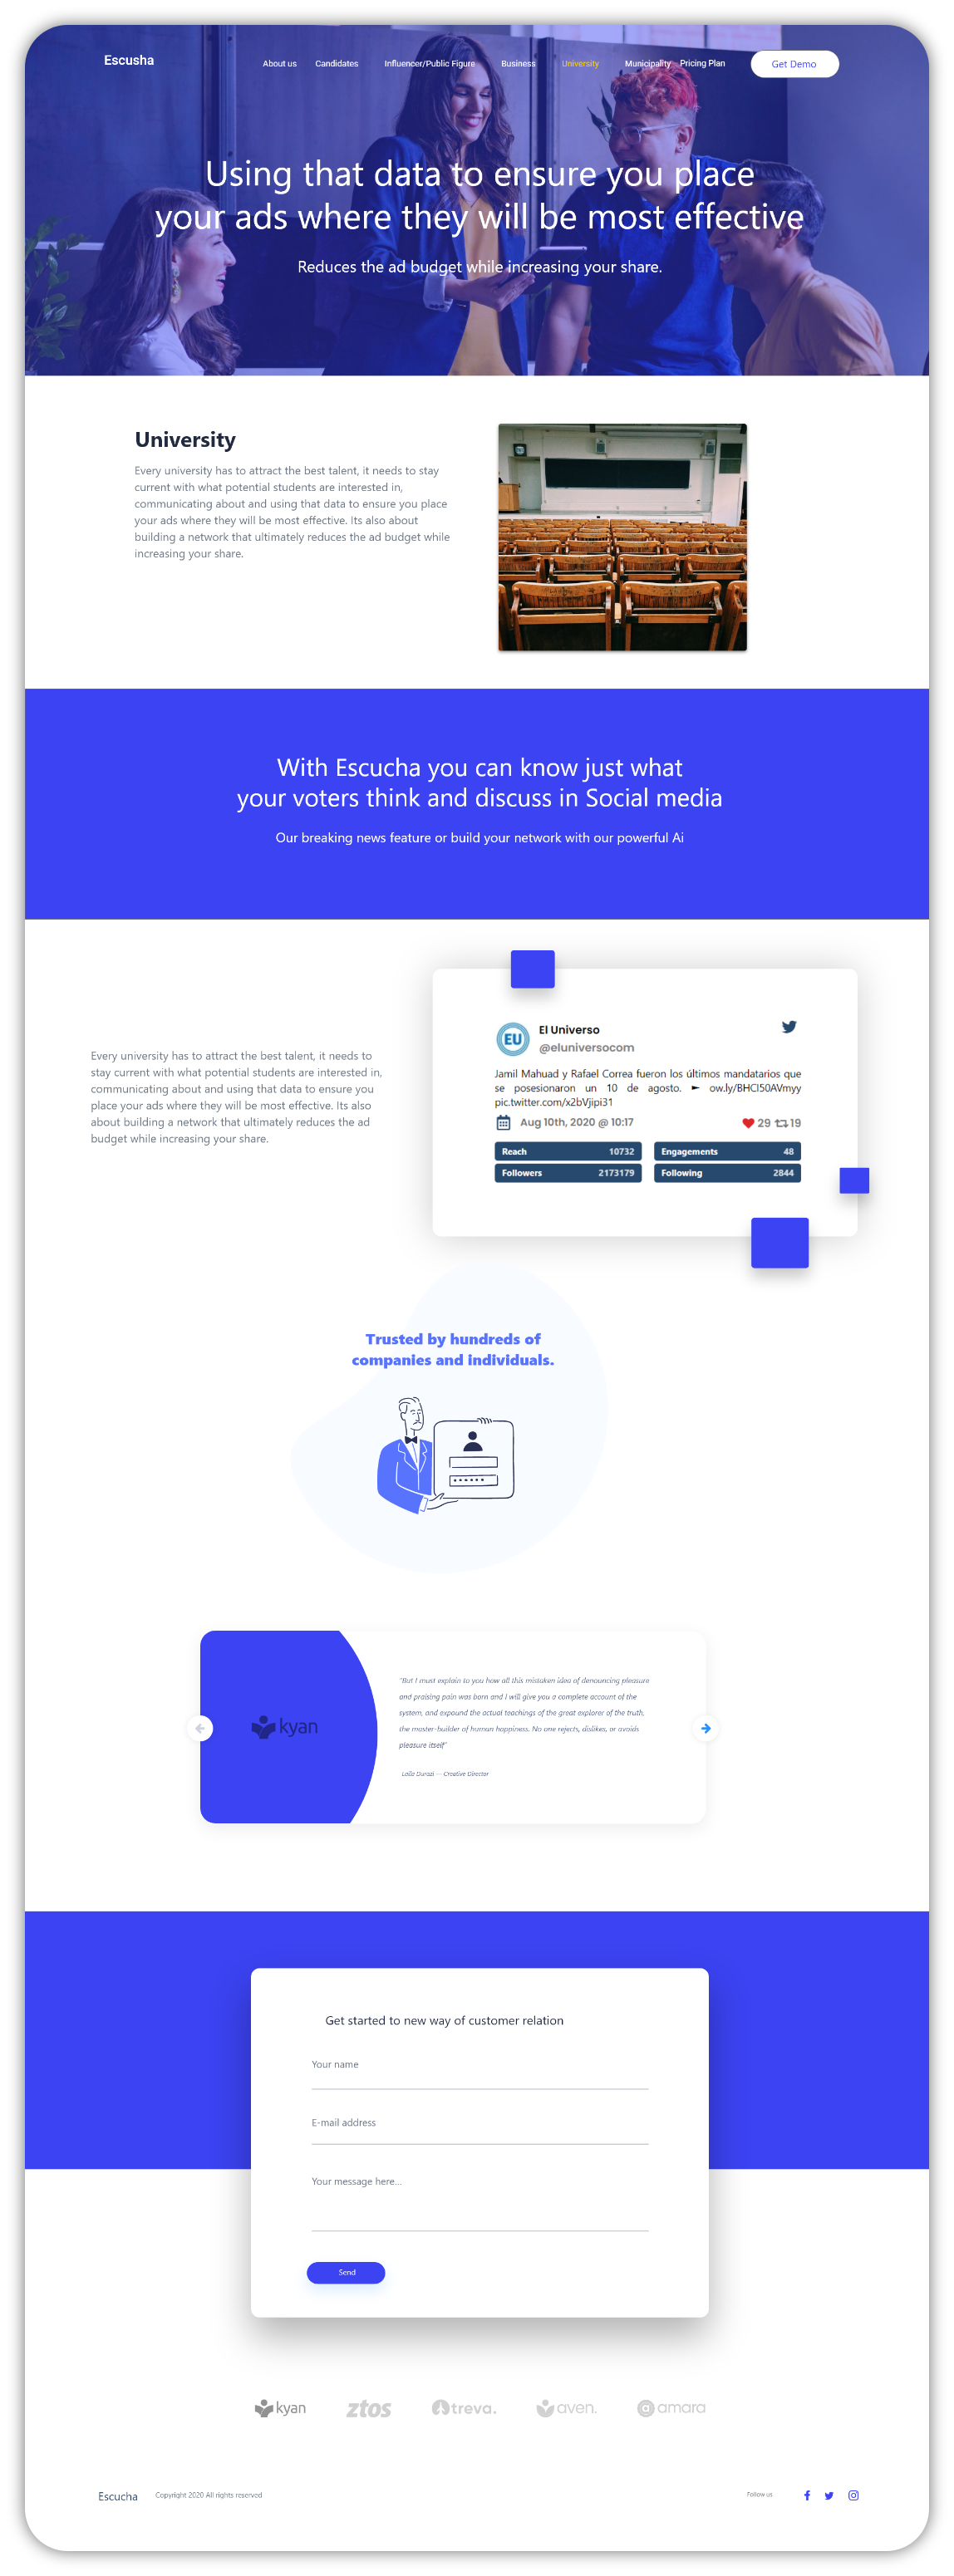 Escusha
About us Candidates Influencer/Public Figure Business University Municipality Pricing Plan Get Demo
Using that data to ensure you place
your ads where they will be most effective
Reduces the ad budget while increasing your share.
University
Every university has to attract the best talent, it needs to stay
current with what potential students are interested in,
communicating about and using that data to ensure you place
your ads where they will be most effective. Its also about
building a network that ultimately reduces the ad budget while
increasing your share.
With Escucha you can know just what
your voters think and discuss in Social media
Our breaking news feature or build your network with our powerful Ai
Every university has to attract the best talent, it needs to
stay current with what potential students are interested in,
communicating about and using that data to ensure you
place your ads where they will be most effective. Its also
about building a network that ultimately reduces the ad
budget while increasing your share.
EU
El Universo
@eluniversocom
Jamil Mahuad y Rafael Correa fueron los últimos mandatarios que
se posesionaron un 10 de agosto. ► ow.ly/BHCI50AVmyy
pic.twitter.com/x2bVjipi31
Aug 10th, 2020 @ 10:17 29 19
Reach 10732 Engagements 48
Followers 2173179 Following 2844
Trusted by hundreds of
companies and individuals.
kyan
"But I must explain to you how all this mistaken idea of denouncing pleasure
and praising pain was born and I will give you a complete account of the
system, and expound the actual teachings of the great explorer of the truth,
the master-builder of human happiness. No one rejects, dislikes, or avoids
pleasure itself"
Lalle Durazi — Creative Director
Get started to new way of customer relation
Your name
E-mail address
Your message here...
Send
kyan ztos treva. aven. amara
Escucha Copyright 2020 All rights reserved Follow us